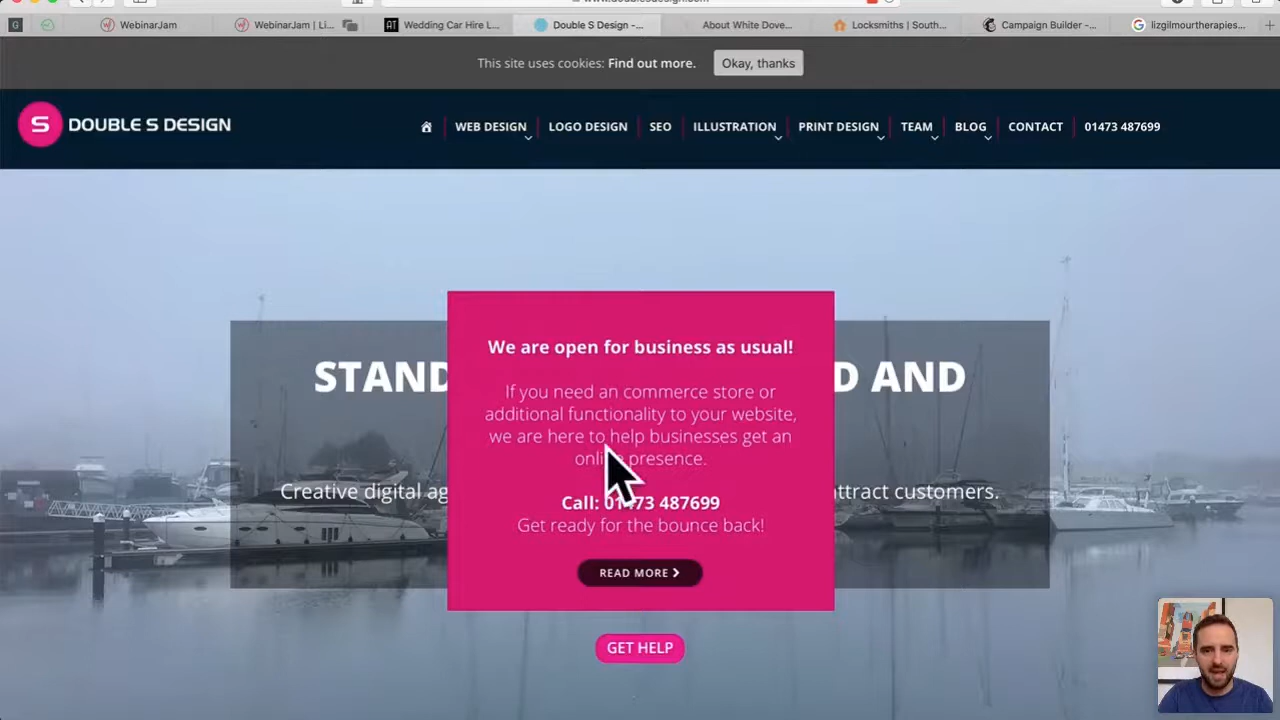 www.doublesdesign.com
G
WebinarJam
WebinarJam | Li...
AT
Wedding Car Hire L...
Double S Design -...
About White Dove...
Locksmiths | South...
Campaign Builder -...
G
lizgilmourtherapies...
This site uses cookies: Find out more.
Okay, thanks
S
DOUBLE S DESIGN
WEB DESIGN
LOGO DESIGN
SEO
ILLUSTRATION
PRINT DESIGN
TEAM
BLOG
CONTACT
01473 487699
STAND
D AND
Creative digital ag
attract customers.
We are open for business as usual!
If you need an commerce store or
additional functionality to your website,
we are here to help businesses get an
online presence.
Call: 01473 487699
Get ready for the bounce back!
READ MORE
GET HELP